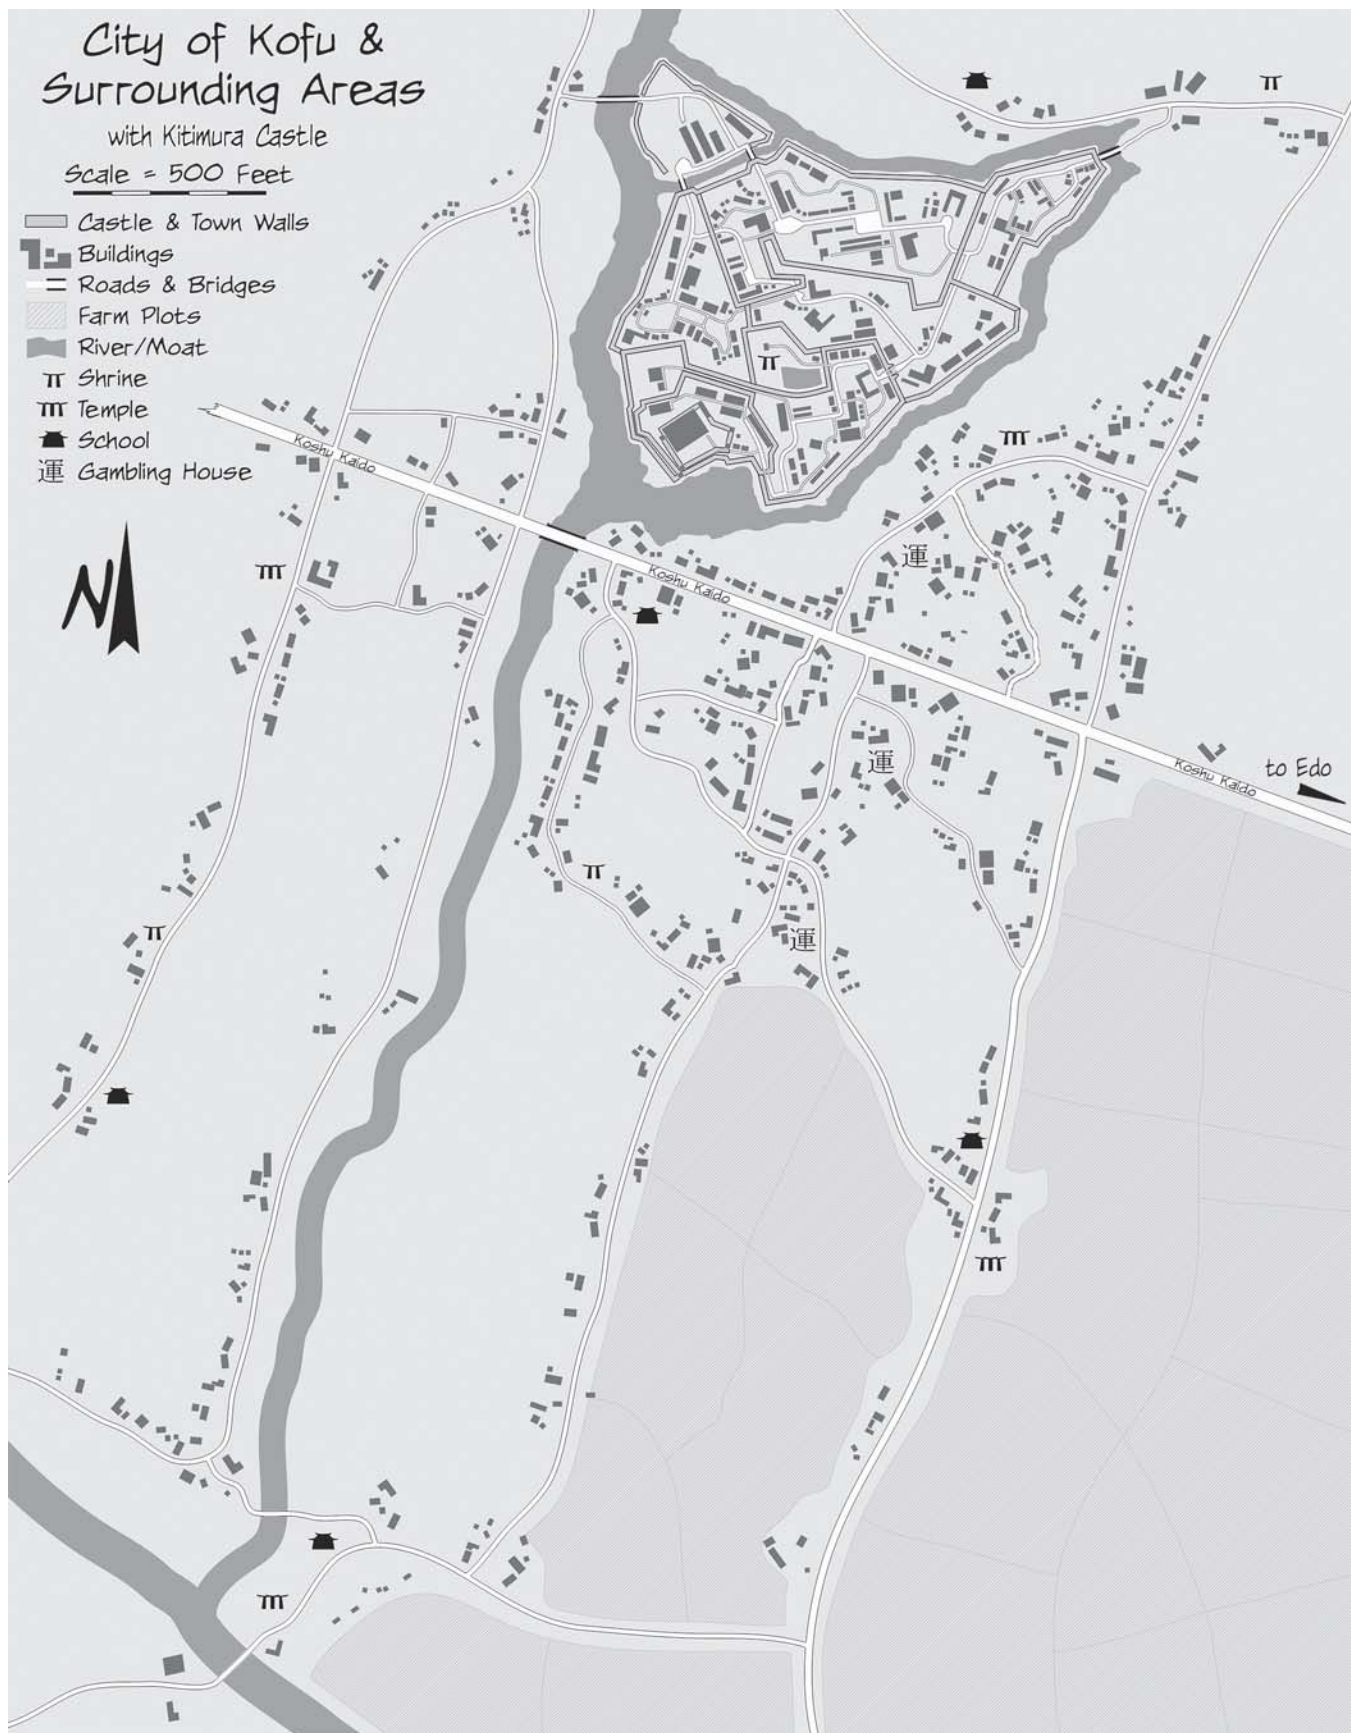 City of Kofu &
Surrounding Areas
with Kitimura Castle
Scale = 500 Feet
Castle & Town Walls
Buildings
Roads & Bridges
Farm Plots
River/Moat
Shrine
Temple
School
運 Gambling House
N
Koshu Kaido
Koshu Kaido
運
運
Koshu Kaido
to Edo
運